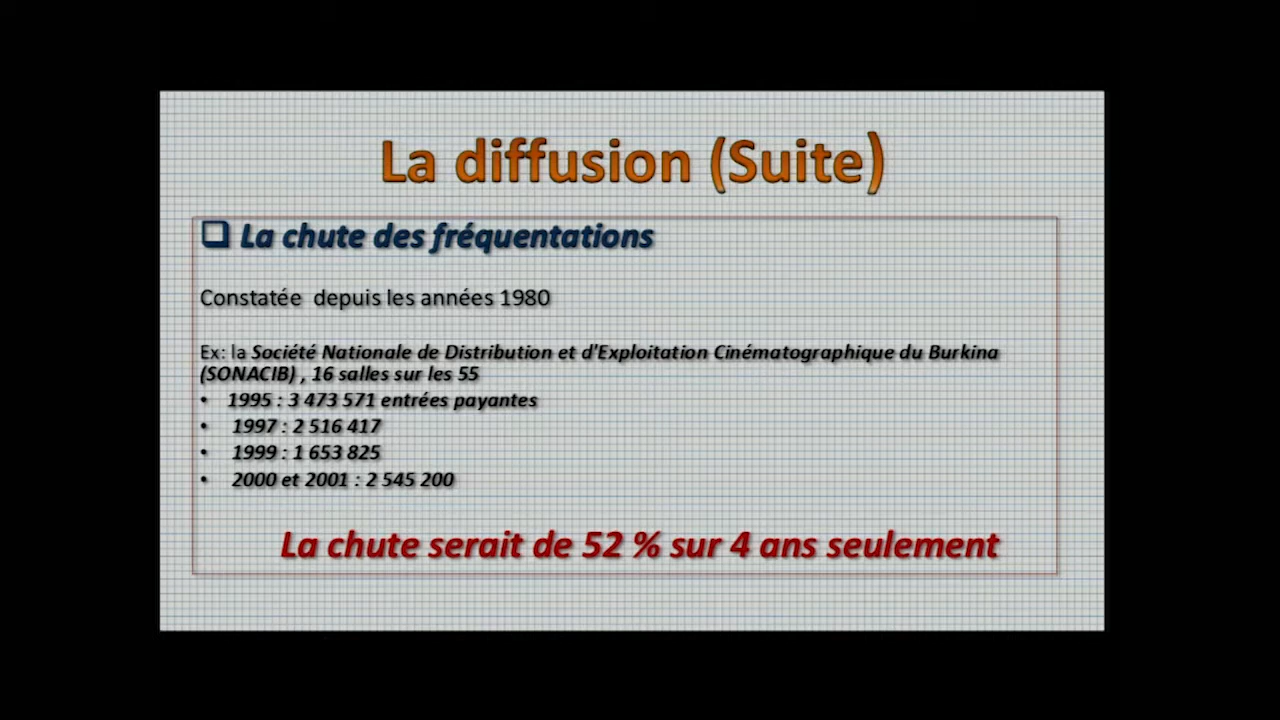 La diffusion (Suite)
❑ La chute des fréquentations
Constatée depuis les années 1980
Ex: la Société Nationale de Distribution et d'Exploitation Cinématographique du Burkina
(SONACIB) , 16 salles sur les 55
• 1995 : 3 473 571 entrées payantes
• 1997 : 2 516 417
• 1999 : 1 653 825
• 2000 et 2001 : 2 545 200
La chute serait de 52 % sur 4 ans seulement